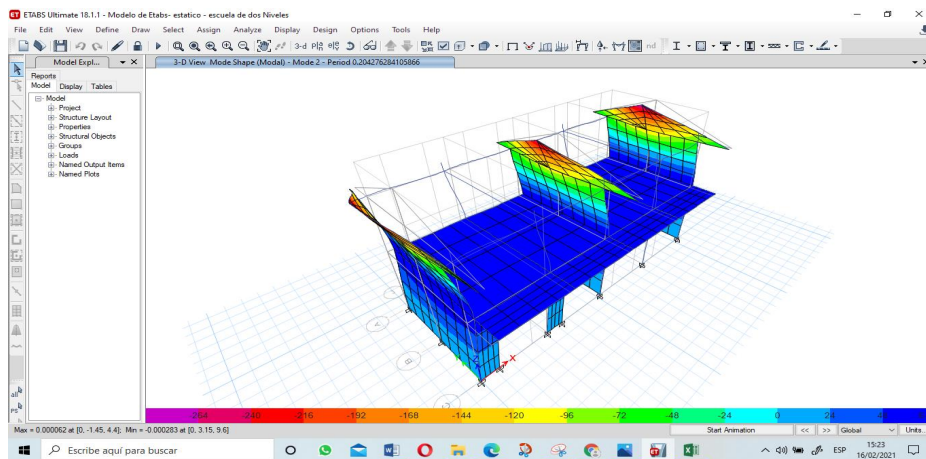 ETABS Ultimate 18.1.1 - Modelo de Etabs- estatico - escuela de dos Niveles
File Edit View Define Draw Select Assign Analyze Display Design Options Tools Help
3-d
nd
Model Expl...
3-D View Mode Shape (Modal) - Mode 2 - Period 0.204276284105866
Reports
Model Display Tables
Model
Project
Structure Layout
Properties
Structural Objects
Groups
Loads
Named Output Items
Named Plots
all
PS
A
B
X
-264 -240 -216 -192 -168 -144 -120 -96 -72 -48 -24 0 24
Max = 0.000062 at [0, -1.45, 4.4]; Min = -0.000283 at [0, 3.15, 9.6]
Start Animation << >> Global Units...
Escribe aquí para buscar
ESP
15:23
16/02/2021